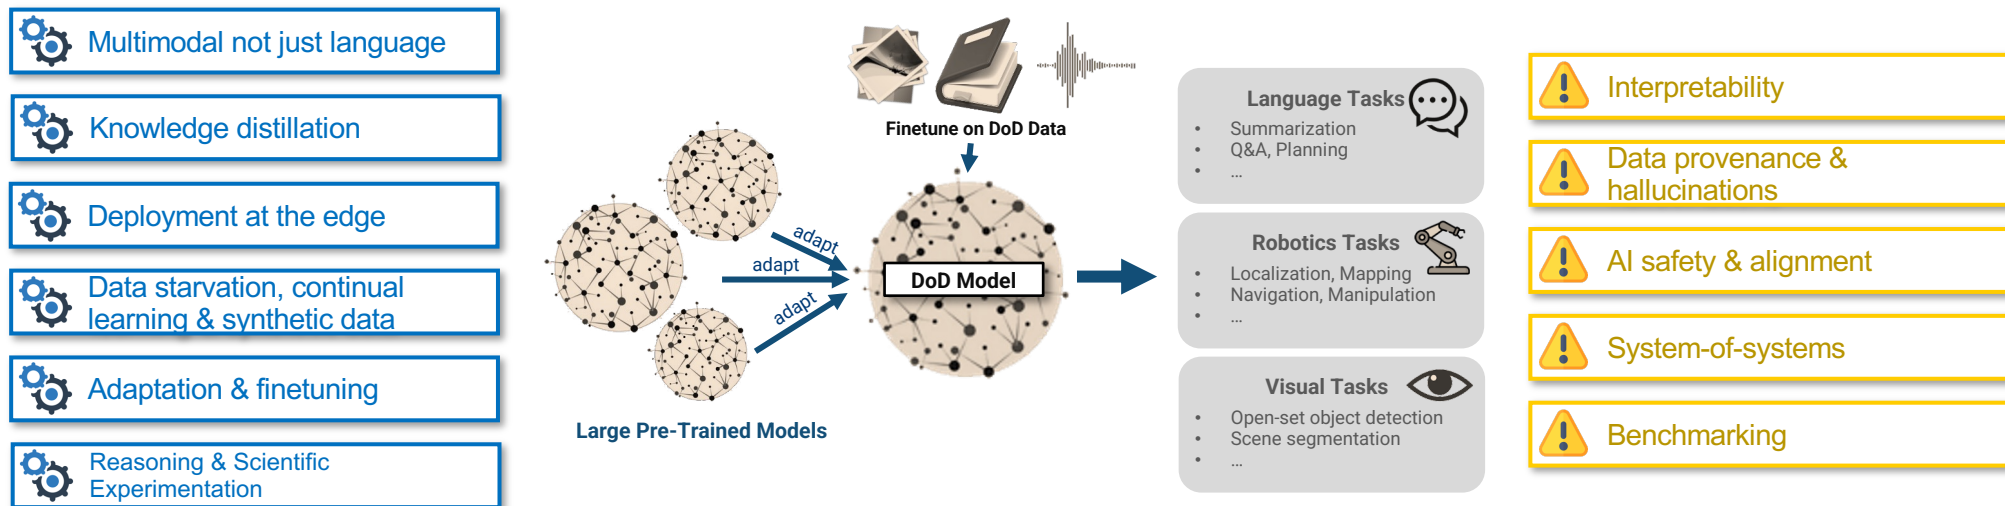 Multimodal not just language
Knowledge distillation
Deployment at the edge
Data starvation, continual
learning & synthetic data
Adaptation & finetuning
Reasoning & Scientific
Experimentation
Finetune on DoD Data
adapt
adapt
adapt
DoD Model
Large Pre-Trained Models
Language Tasks
• Summarization
• Q&A, Planning
• ...
Robotics Tasks
• Localization, Mapping
• Navigation, Manipulation
• ...
Visual Tasks
• Open-set object detection
• Scene segmentation
• ...
Interpretability
Data provenance &
hallucinations
AI safety & alignment
System-of-systems
Benchmarking